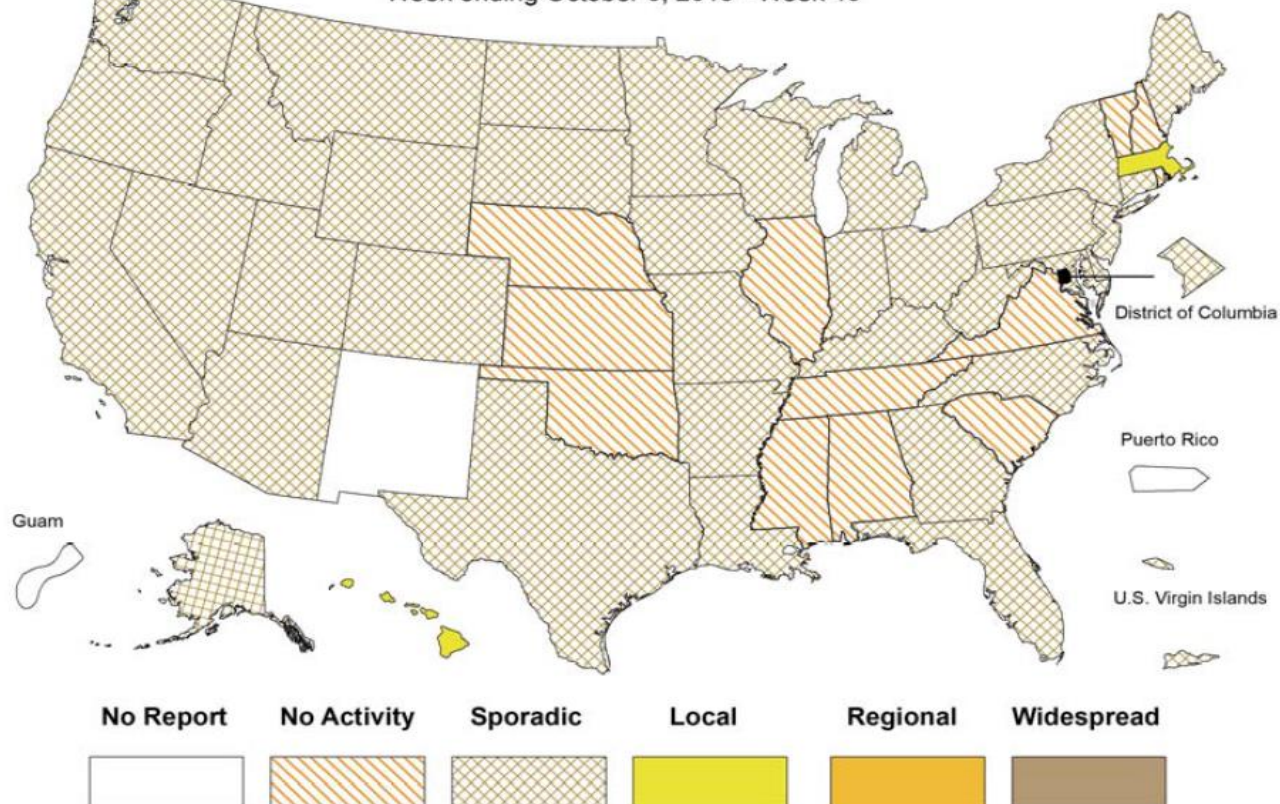 District of Columbia
Puerto Rico
Guam
U.S. Virgin Islands
No Report No Activity Sporadic Local Regional Widespread